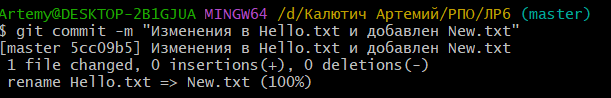 Artemy@DESKTOP-2B1GJUA MINGW64 /d/Калютич Артемий/РПО/ЛР6 (master)
$ git commit -m "Изменения в Hello.txt и добавлен New.txt"
[master 5cc09b5] Изменения в Hello.txt и добавлен New.txt
 1 file changed, 0 insertions(+), 0 deletions(-)
 rename Hello.txt => New.txt (100%)